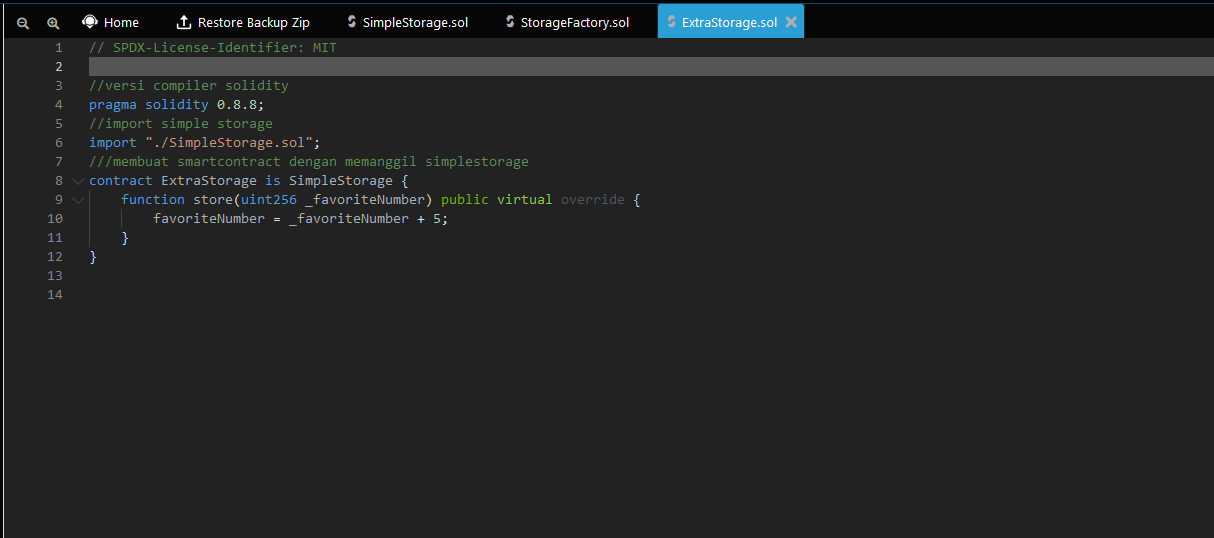 Home Restore Backup Zip SimpleStorage.sol StorageFactory.sol ExtraStorage.sol
1 // SPDX-License-Identifier: MIT
2
3 //versi compiler solidity
4 pragma solidity 0.8.8;
5 //import simple storage
6 import "./SimpleStorage.sol";
7 ///membuat smartcontract dengan memanggil simplestorage
8 contract ExtraStorage is SimpleStorage {
9 function store(uint256 _favoriteNumber) public virtual override {
10 favoriteNumber = _favoriteNumber + 5;
11 }
12 }
13
14